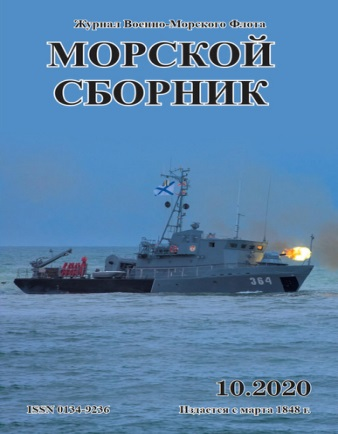 Журнал Военно-Морского Флота
МОРСКОЙ
СБОРНИК
364
10.2020
ISSN 0134-9236
Издается с марта 1848 г.